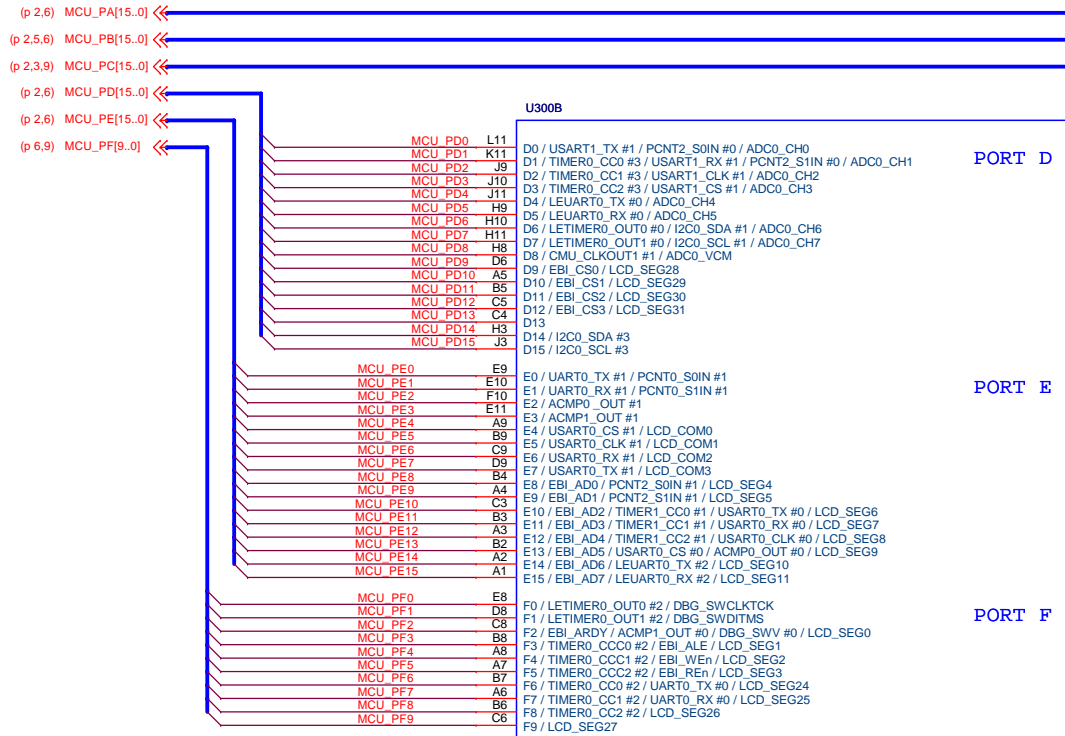 (p 2,6) MCU_PA[15..0]
(p 2,5,6) MCU_PB[15..0]
(p 2,3,9) MCU_PC[15..0]
(p 2,6) MCU_PD[15..0]
(p 2,6) MCU_PE[15..0]
(p 6,9) MCU_PF[9..0]
U300B
PORT D
MCU_PD0 L11 D0 / USART1_TX #1 / PCNT2_S0IN #0 / ADC0_CH0
MCU_PD1 K11 D1 / TIMER0_CC0 #3 / USART1_RX #1 / PCNT2_S1IN #0 / ADC0_CH1
MCU_PD2 J9 D2 / TIMER0_CC1 #3 / USART1_CLK #1 / ADC0_CH2
MCU_PD3 J10 D3 / TIMER0_CC2 #3 / USART1_CS #1 / ADC0_CH3
MCU_PD4 J11 D4 / LEUART0_TX #0 / ADC0_CH4
MCU_PD5 H9 D5 / LEUART0_RX #0 / ADC0_CH5
MCU_PD6 H10 D6 / LETIMER0_OUT0 #0 / I2C0_SDA #1 / ADC0_CH6
MCU_PD7 H11 D7 / LETIMER0_OUT1 #0 / I2C0_SCL #1 / ADC0_CH7
MCU_PD8 H8 D8 / CMU_CLKOUT1 #1 / ADC0_VCM
MCU_PD9 D6 D9 / EBI_CS0 / LCD_SEG28
MCU_PD10 A5 D10 / EBI_CS1 / LCD_SEG29
MCU_PD11 B5 D11 / EBI_CS2 / LCD_SEG30
MCU_PD12 C5 D12 / EBI_CS3 / LCD_SEG31
MCU_PD13 C4 D13
MCU_PD14 H3 D14 / I2C0_SDA #3
MCU_PD15 J3 D15 / I2C0_SCL #3
PORT E
MCU_PE0 E9 E0 / UART0_TX #1 / PCNT0_S0IN #1
MCU_PE1 E10 E1 / UART0_RX #1 / PCNT0_S1IN #1
MCU_PE2 F10 E2 / ACMP0_OUT #1
MCU_PE3 E11 E3 / ACMP1_OUT #1
MCU_PE4 A9 E4 / USART0_CS #1 / LCD_COM0
MCU_PE5 B9 E5 / USART0_CLK #1 / LCD_COM1
MCU_PE6 C9 E6 / USART0_RX #1 / LCD_COM2
MCU_PE7 D9 E7 / USART0_TX #1 / LCD_COM3
MCU_PE8 B4 E8 / EBI_AD0 / PCNT2_S0IN #1 / LCD_SEG4
MCU_PE9 A4 E9 / EBI_AD1 / PCNT2_S1IN #1 / LCD_SEG5
MCU_PE10 C3 E10 / EBI_AD2 / TIMER1_CC0 #1 / USART0_TX #0 / LCD_SEG6
MCU_PE11 B3 E11 / EBI_AD3 / TIMER1_CC1 #1 / USART0_RX #0 / LCD_SEG7
MCU_PE12 A3 E12 / EBI_AD4 / TIMER1_CC2 #1 / USART0_CLK #0 / LCD_SEG8
MCU_PE13 B2 E13 / EBI_AD5 / USART0_CS #0 / ACMP0_OUT #0 / LCD_SEG9
MCU_PE14 A2 E14 / EBI_AD6 / LEUART0_TX #2 / LCD_SEG10
MCU_PE15 A1 E15 / EBI_AD7 / LEUART0_RX #2 / LCD_SEG11
PORT F
MCU_PF0 E8 F0 / LETIMER0_OUT0 #2 / DBG_SWCLKTCK
MCU_PF1 D8 F1 / LETIMER0_OUT1 #2 / DBG_SWDITMS
MCU_PF2 C8 F2 / EBI_ARDY / ACMP1_OUT #0 / DBG_SWV #0 / LCD_SEG0
MCU_PF3 B8 F3 / TIMER0_CCC0 #2 / EBI_ALE / LCD_SEG1
MCU_PF4 A8 F4 / TIMER0_CCC1 #2 / EBI_WEn / LCD_SEG2
MCU_PF5 A7 F5 / TIMER0_CCC2 #2 / EBI_REn / LCD_SEG3
MCU_PF6 B7 F6 / TIMER0_CC0 #2 / UART0_TX #0 / LCD_SEG24
MCU_PF7 A6 F7 / TIMER0_CC1 #2 / UART0_RX #0 / LCD_SEG25
MCU_PF8 B6 F8 / TIMER0_CC2 #2 / LCD_SEG26
MCU_PF9 C6 F9 / LCD_SEG27